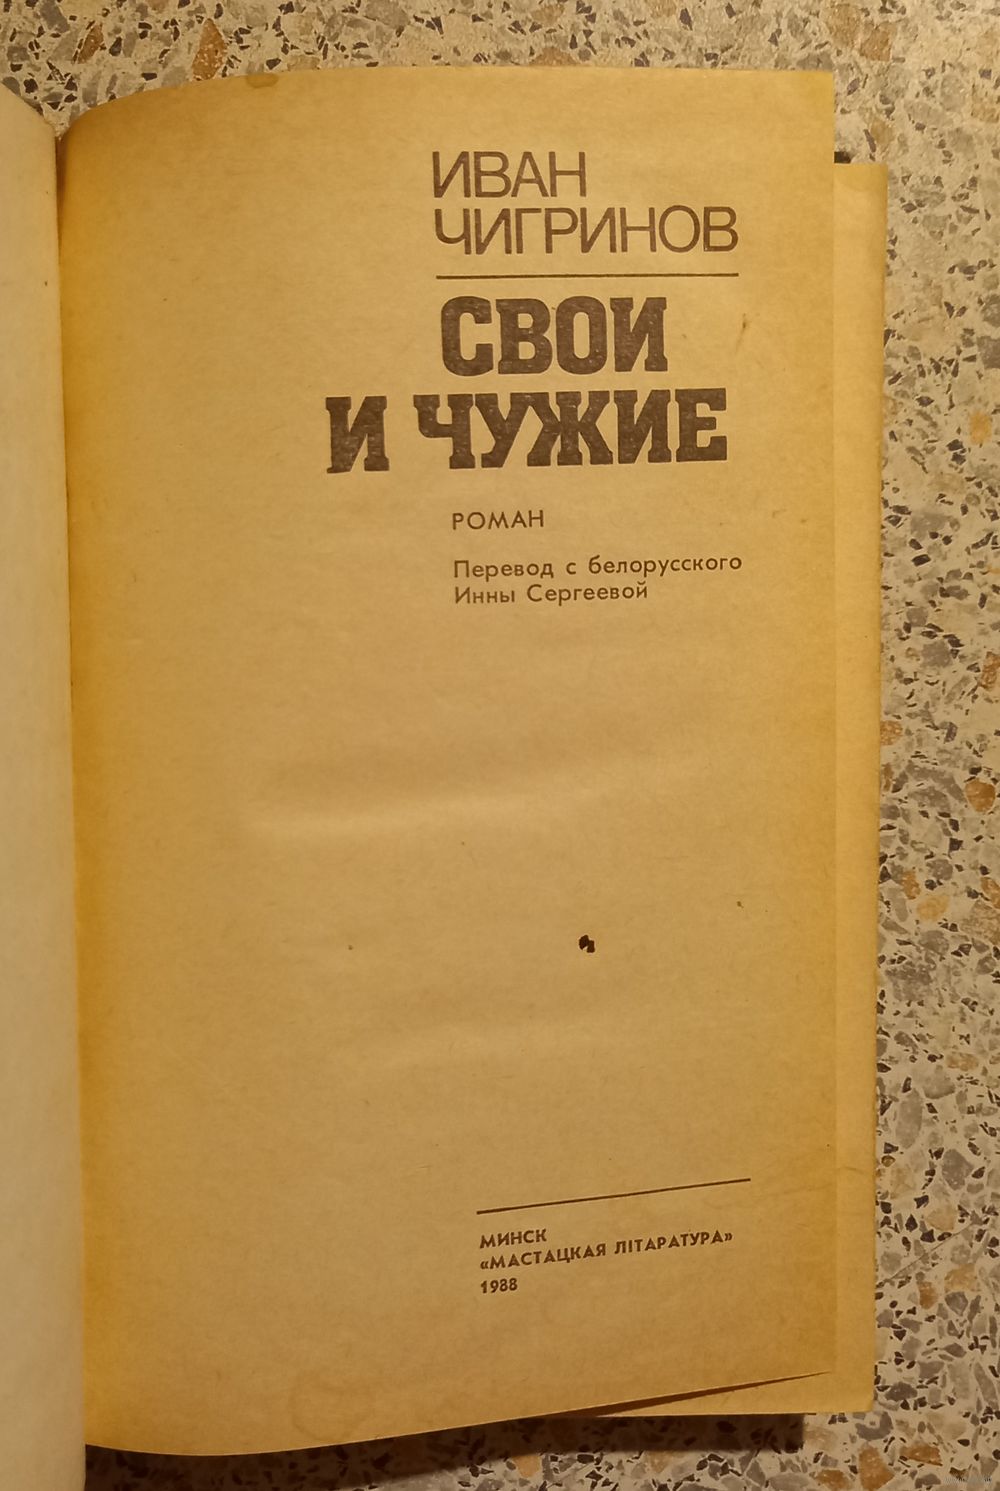 ИВАН
ЧИГРИНОВ
СВОИ
И ЧУЖИЕ
РОМАН
Перевод с белорусского
Инны Сергеевой
МИНСК
«МАСТАЦКАЯ ЛІТАРАТУРА»
1988